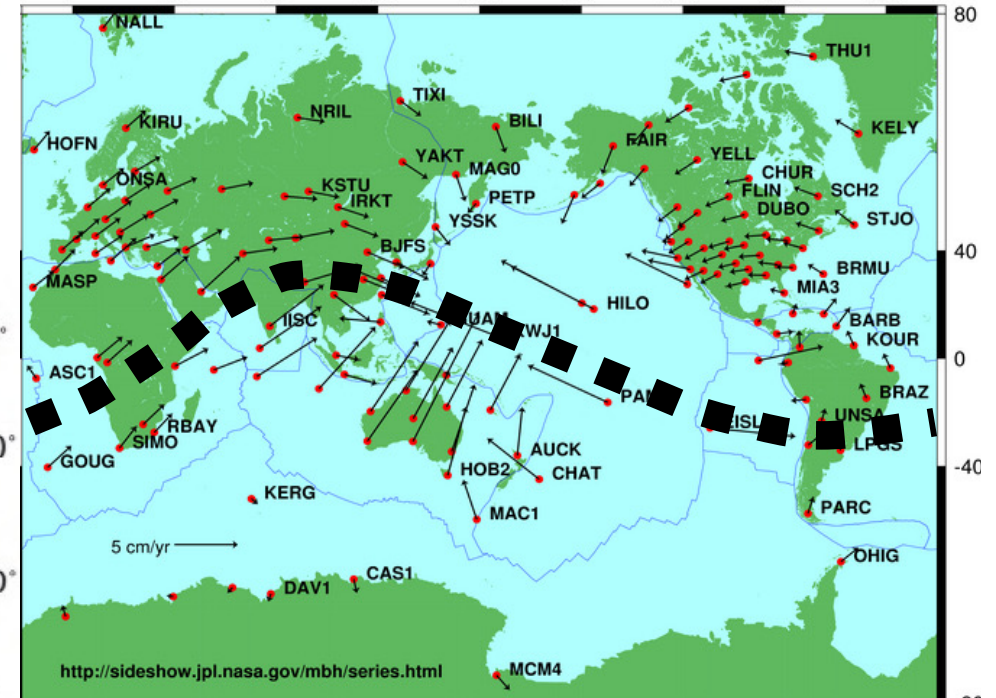 NALL
80
THU1
TIXI
NRIL
KIRU
BILI
KELY
HOFN
FAIR
YAKT
YELL
MAG0
CHUR
ONSA
KSTU
PETP
FLIN
SCH2
IRKT
DUBO
STJO
YSSK
BJFS
40
MASP
BRMU
MIA3
HILO
IISC
BARB
KOUR
0
ASC1
BRAZ
RBAY
UNSA
SIMO
LPGS
AUCK
GOUG
HOB2
CHAT
-40
KERG
MAC1
PARC
5 cm/yr
OHIG
CAS1
DAV1
http://sideshow.jpl.nasa.gov/mbh/series.html
MCM4